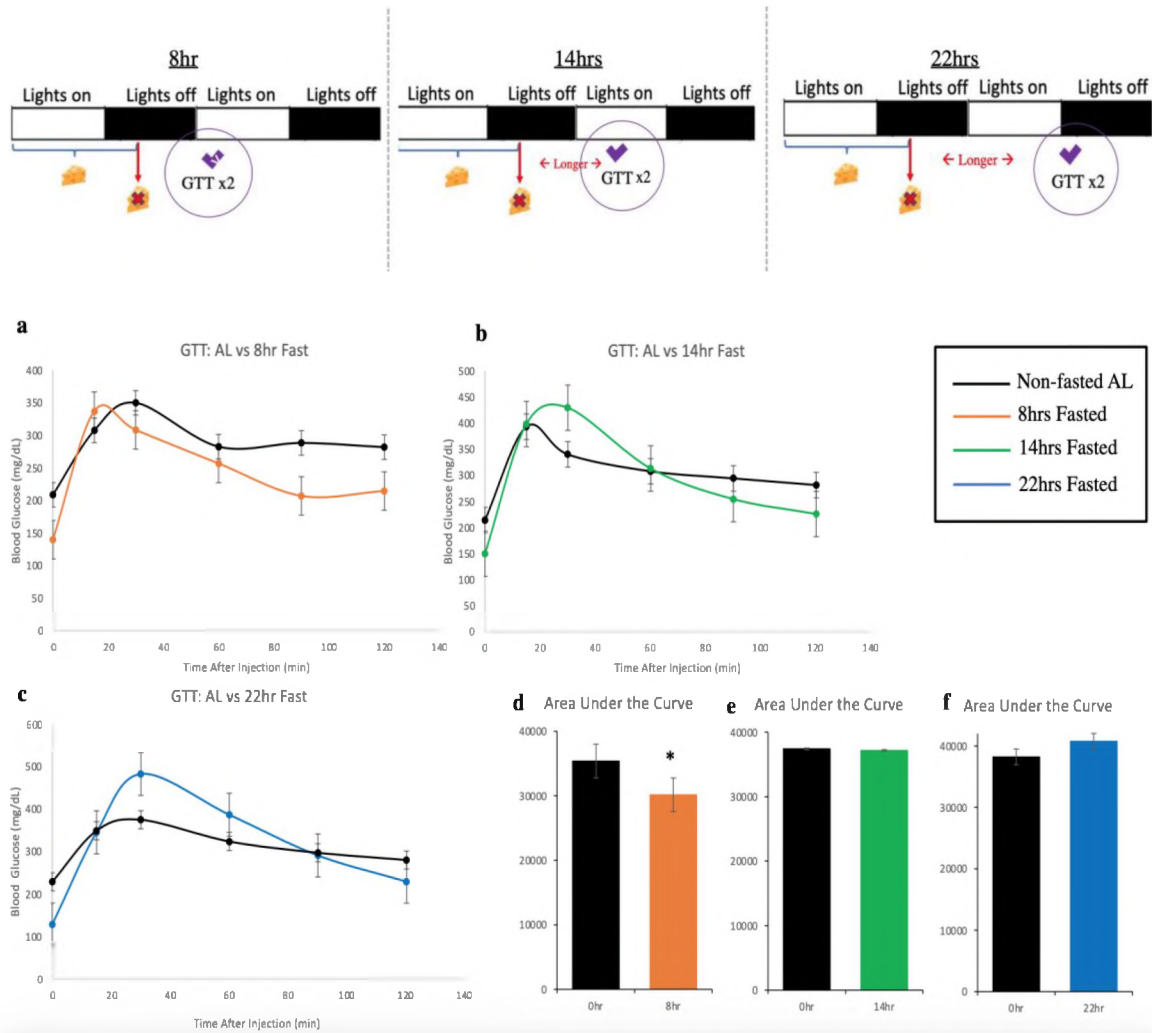 8hr
Lights on Lights off Lights on Lights off
GTT x2
14hrs
Lights on Lights off Lights on Lights off
← Longer →
GTT x2
22hrs
Lights on Lights off Lights on Lights off
← Longer →
GTT x2
a
GTT: AL vs 8hr Fast
Blood Glucose (mg/dL)
400
350
300
250
200
150
100
50
0
0 20 40 60 80 100 120 140
Time After Injection (min)
b
GTT: AL vs 14hr Fast
Blood Glucose (mg/dL)
500
450
400
350
300
250
200
150
100
50
0
0 20 40 60 80 100 120 140
Time After Injection (min)
Non-fasted AL
8hrs Fasted
14hrs Fasted
22hrs Fasted
c
GTT: AL vs 22hr Fast
Blood Glucose (mg/dL)
600
500
400
300
200
100
0
0 20 40 60 80 100 120 140
Time After Injection (min)
d
Area Under the Curve
40000
30000
20000
10000
0
*
0hr 8hr
e
Area Under the Curve
40000
30000
20000
10000
0
0hr 14hr
f
Area Under the Curve
40000
30000
20000
10000
0
0hr 22hr